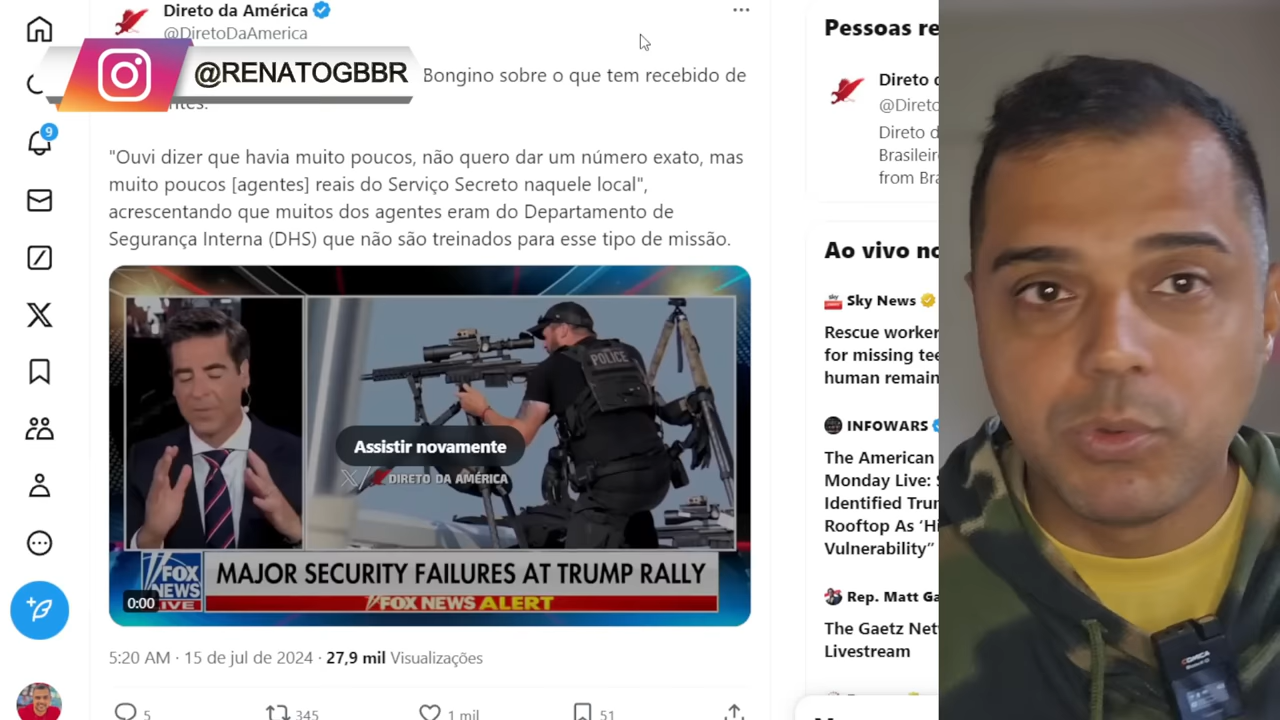 Direto da América
@DiretoDaAmerica
@RENATOGBBR
Bongino sobre o que tem recebido de
"Ouvi dizer que havia muito poucos, não quero dar um número exato, mas
muito poucos [agentes] reais do Serviço Secreto naquele local",
acrescentando que muitos dos agentes eram do Departamento de
Segurança Interna (DHS) que não são treinados para esse tipo de missão.
POLICE
Assistir novamente
DIRETO DA AMÉRICA
FOX
NEWS
LIVE
MAJOR SECURITY FAILURES AT TRUMP RALLY
FOX NEWS ALERT
0:00
5:20 AM · 15 de jul de 2024 · 27,9 mil Visualizações
5
345
1 mil
51
9
Pessoas re
Direto d
@Direto
Direto d
Brasileir
from Bra
Ao vivo no
Sky News
Rescue worker
for missing tee
human remain
INFOWARS
The American
Monday Live: S
Identified Trum
Rooftop As 'Hi
Vulnerability"
Rep. Matt Ga
The Gaetz Net
Livestream
COMICA